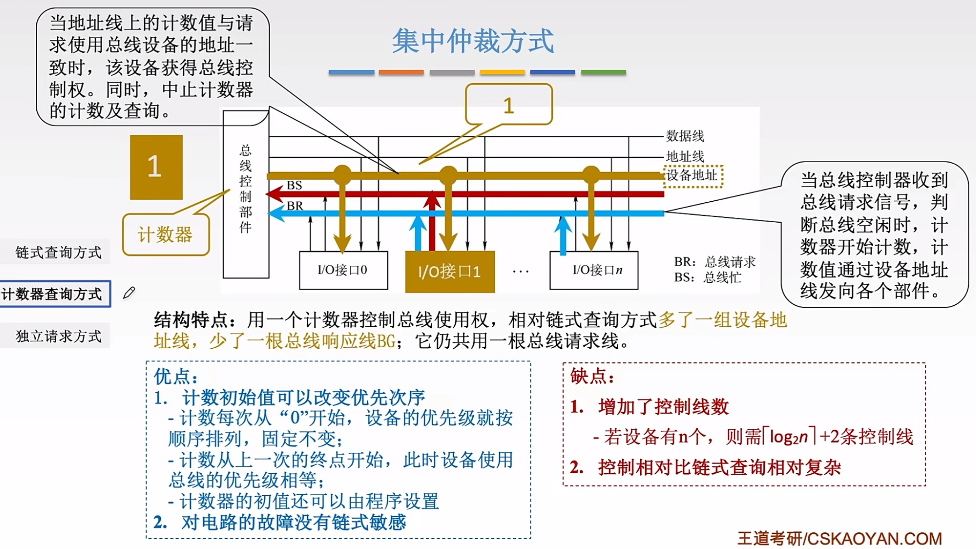 集中仲裁方式
当地址线上的计数值与请
求使用总线设备的地址一
致时，该设备获得总线控
制权。同时，中止计数器
的计数及查询。
1
1
总线控制部件
数据线
地址线
设备地址
BS
BR
计数器
I/O接口0
I/O接口1
···
I/O接口n
BR：总线请求
BS：总线忙
当总线控制器收到
总线请求信号，判
断总线空闲时，计
数器开始计数，计
数值通过设备地址
线发向各个部件。
链式查询方式
计数器查询方式
独立请求方式
结构特点：用一个计数器控制总线使用权，相对链式查询方式多了一组设备地
址线，少了一根总线响应线BG；它仍共用一根总线请求线。
优点：
1. 计数初始值可以改变优先次序
- 计数每次从“0”开始，设备的优先级就按
顺序排列，固定不变；
- 计数从上一次的终点开始，此时设备使用
总线的优先级相等；
- 计数器的初值还可以由程序设置
2. 对电路的故障没有链式敏感
缺点：
1. 增加了控制线数
- 若设备有n个，则需⌈log₂n⌉+2条控制线
2. 控制相对比链式查询相对复杂
王道考研/CSKAOYAN.COM